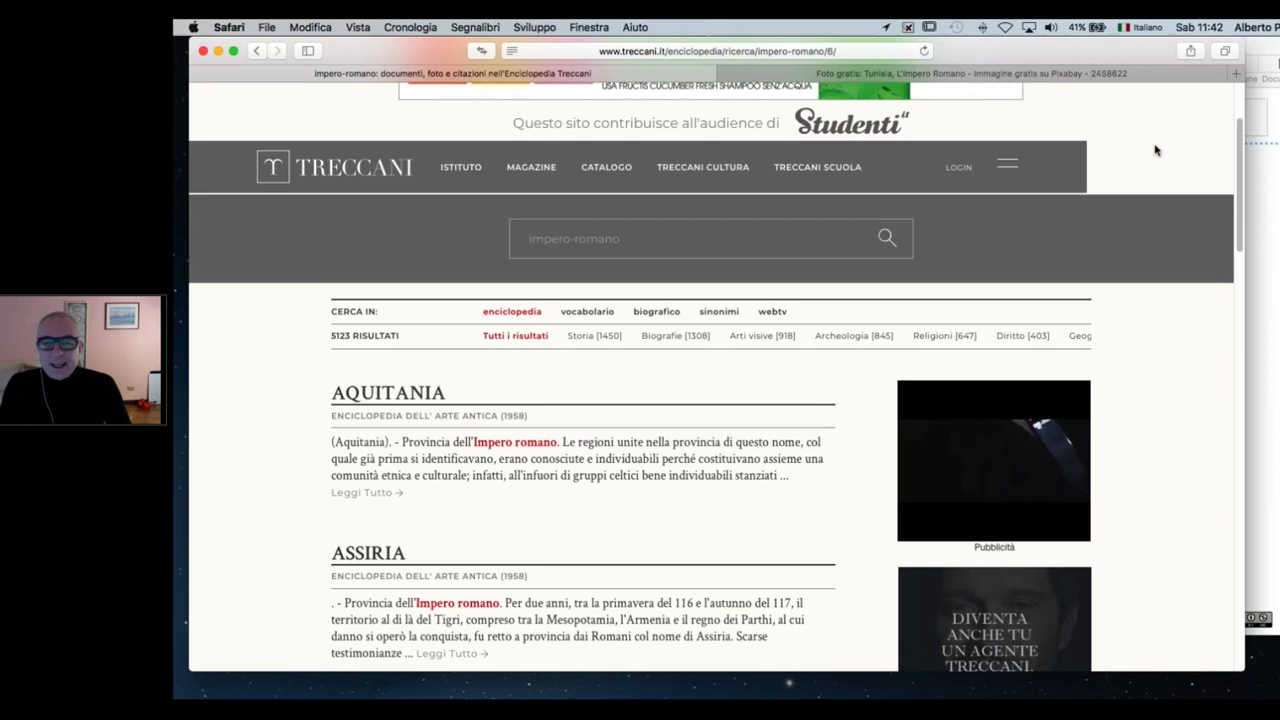 Safari File Modifica Vista Cronologia Segnalibri Sviluppo Finestra Aiuto 41% Italiano Sab 11:42 Alberto P
www.treccani.it/enciclopedia/ricerca/impero-romano/6/
impero-romano: documenti, foto e citazioni nell'Enciclopedia Treccani
Foto gratis: Tunisia, L'Impero Romano - Immagine gratis su Pixabay - 2458622
USA FRUCTIS CUCUMBER FRESH SHAMPOO SENZ'ACQUA
Questo sito contribuisce all'audience di Studenti.it
TRECCANI ISTITUTO MAGAZINE CATALOGO TRECCANI CULTURA TRECCANI SCUOLA LOGIN
impero-romano
CERCA IN: enciclopedia vocabolario biografico sinonimi webtv
5123 RISULTATI Tutti i risultati Storia [1450] Biografie [1308] Arti visive [918] Archeologia [845] Religioni [647] Diritto [403] Geog
AQUITANIA
ENCICLOPEDIA DELL' ARTE ANTICA (1958)
(Aquitania). - Provincia dell'Impero romano. Le regioni unite nella provincia di questo nome, col
quale già prima si identificavano, erano conosciute e individuabili perché costituivano assieme una
comunità etnica e culturale; infatti, all'infuori di gruppi celtici bene individuabili stanziati ...
Leggi Tutto →
Pubblicità
ASSIRIA
ENCICLOPEDIA DELL' ARTE ANTICA (1958)
. - Provincia dell'Impero romano. Per due anni, tra la primavera del 116 e l'autunno del 117, il
territorio al di là del Tigri, compreso tra la Mesopotamia, l'Armenia e il regno dei Parthi, al cui
danno si operò la conquista, fu retto a provincia dai Romani col nome di Assiria. Scarse
testimonianze ... Leggi Tutto →
DIVENTA
ANCHE TU
UN AGENTE
TRECCANI.